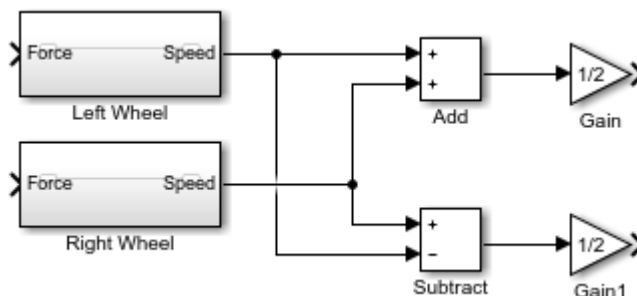 Force Speed
Left Wheel
+
+
Add
1/2
Gain
Force Speed
Right Wheel
+
−
Subtract
1/2
Gain1